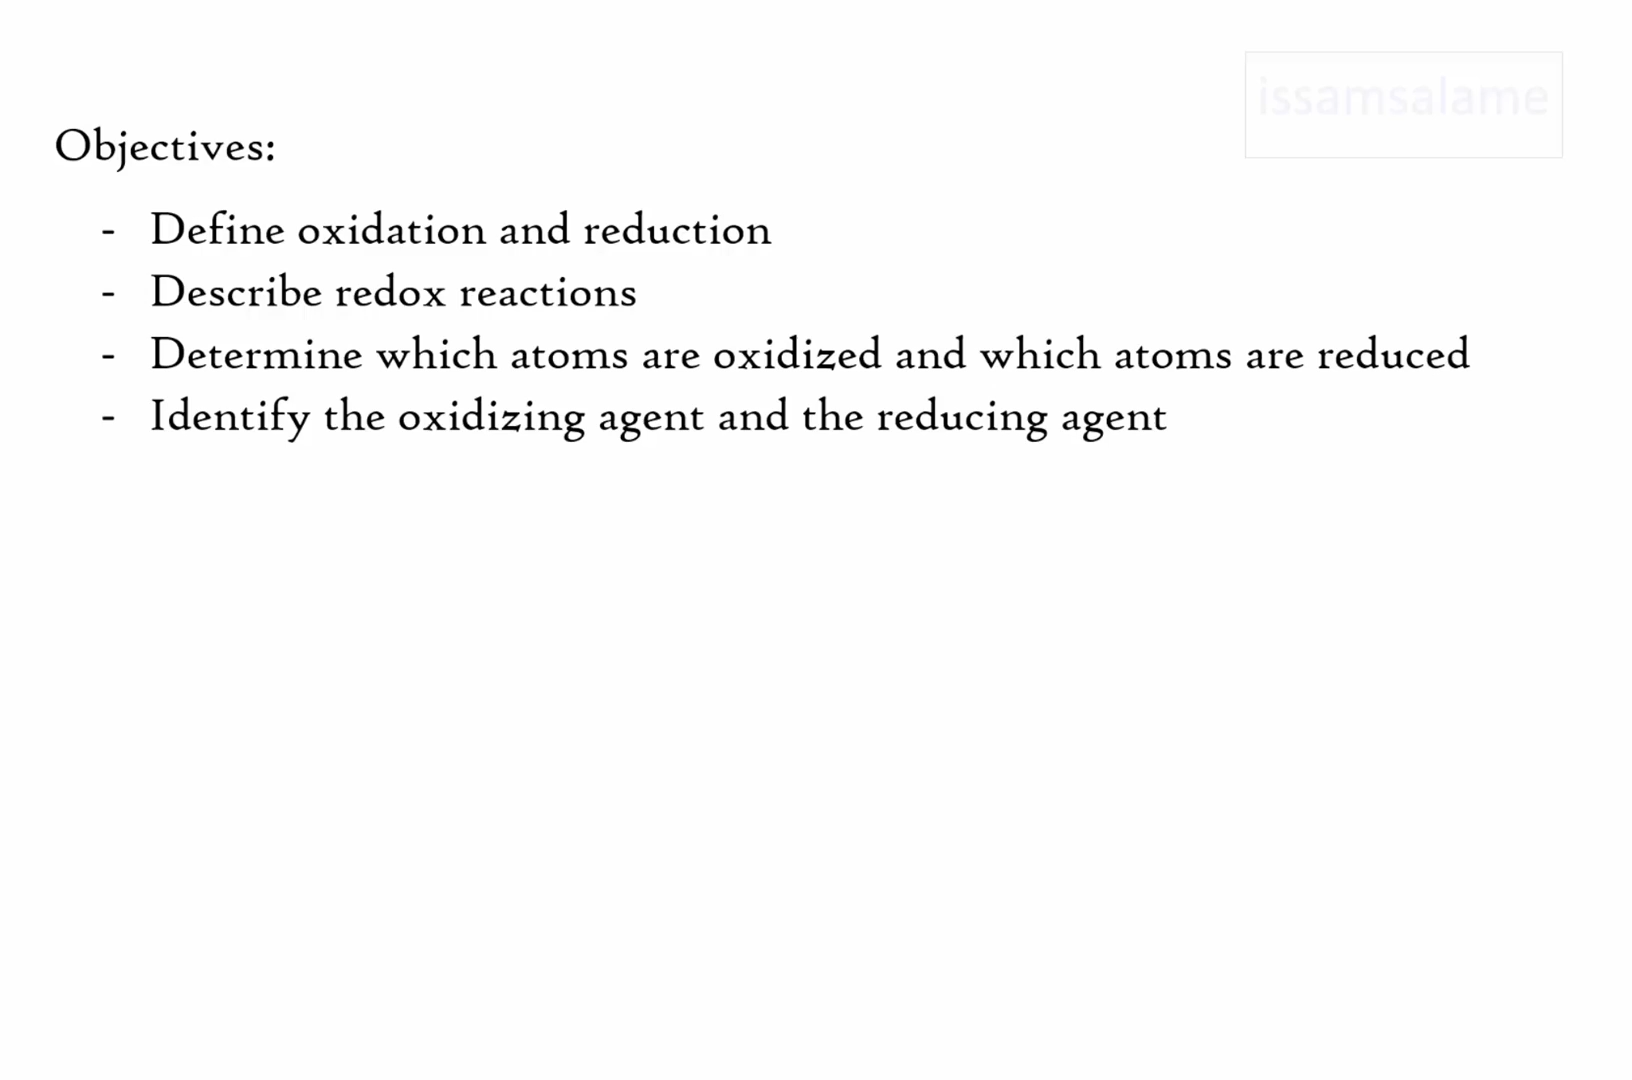 issamsalame
Objectives:
- Define oxidation and reduction
- Describe redox reactions
- Determine which atoms are oxidized and which atoms are reduced
- Identify the oxidizing agent and the reducing agent